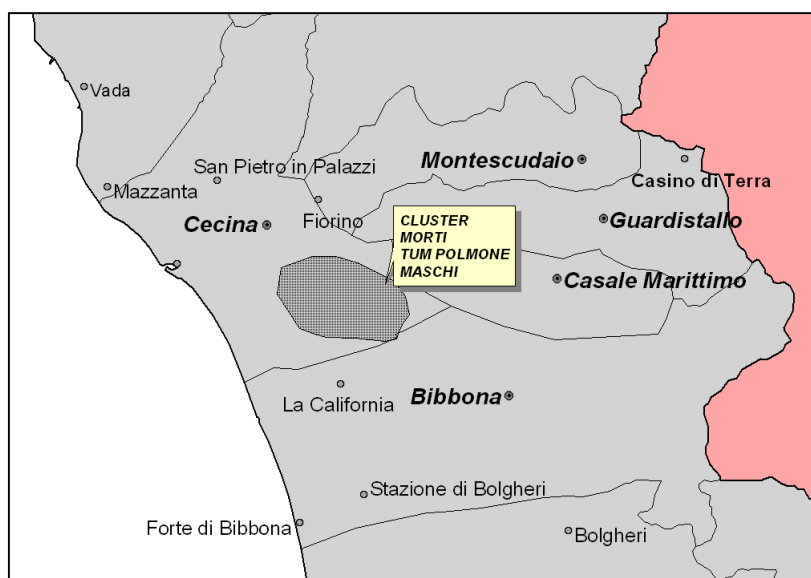 Vada
San Pietro in Palazzi
Montescudaio
Casino di Terra
Mazzanta
Fiorino
Cecina
Guardistallo
CLUSTER
MORTI
TUM POLMONE
MASCHI
Casale Marittimo
La California
Bibbona
Stazione di Bolgheri
Forte di Bibbona
Bolgheri